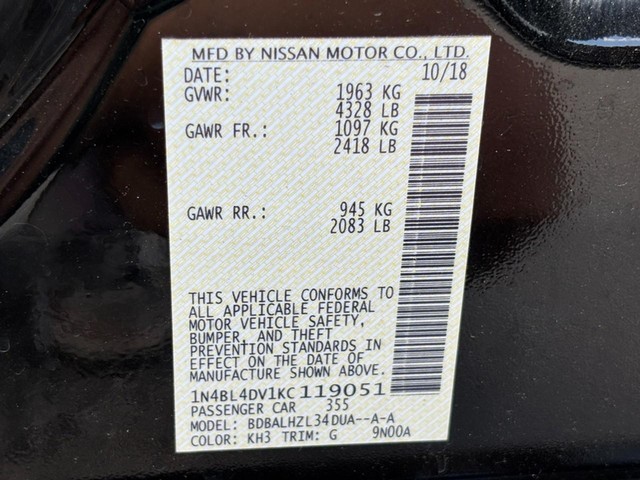 MFD BY NISSAN MOTOR CO., LTD.
DATE: 10/18
GVWR: 1963 KG
4328 LB
GAWR FR.: 1097 KG
2418 LB
GAWR RR.: 945 KG
2083 LB
THIS VEHICLE CONFORMS TO
ALL APPLICABLE FEDERAL
MOTOR VEHICLE SAFETY,
BUMPER, AND THEFT
PREVENTION STANDARDS IN
EFFECT ON THE DATE OF
MANUFACTURE SHOWN ABOVE.
1N4BL4DV1KC119051
PASSENGER CAR 355
MODEL: BDBALHZL34DUA--A-A
COLOR: KH3 TRIM: G 9N00A